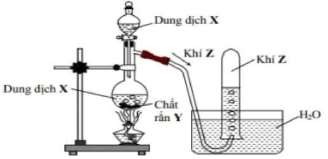 Dung dịch X
Khí Z
Khí Z
Dung dịch X
Chất
rắn Y
H₂O